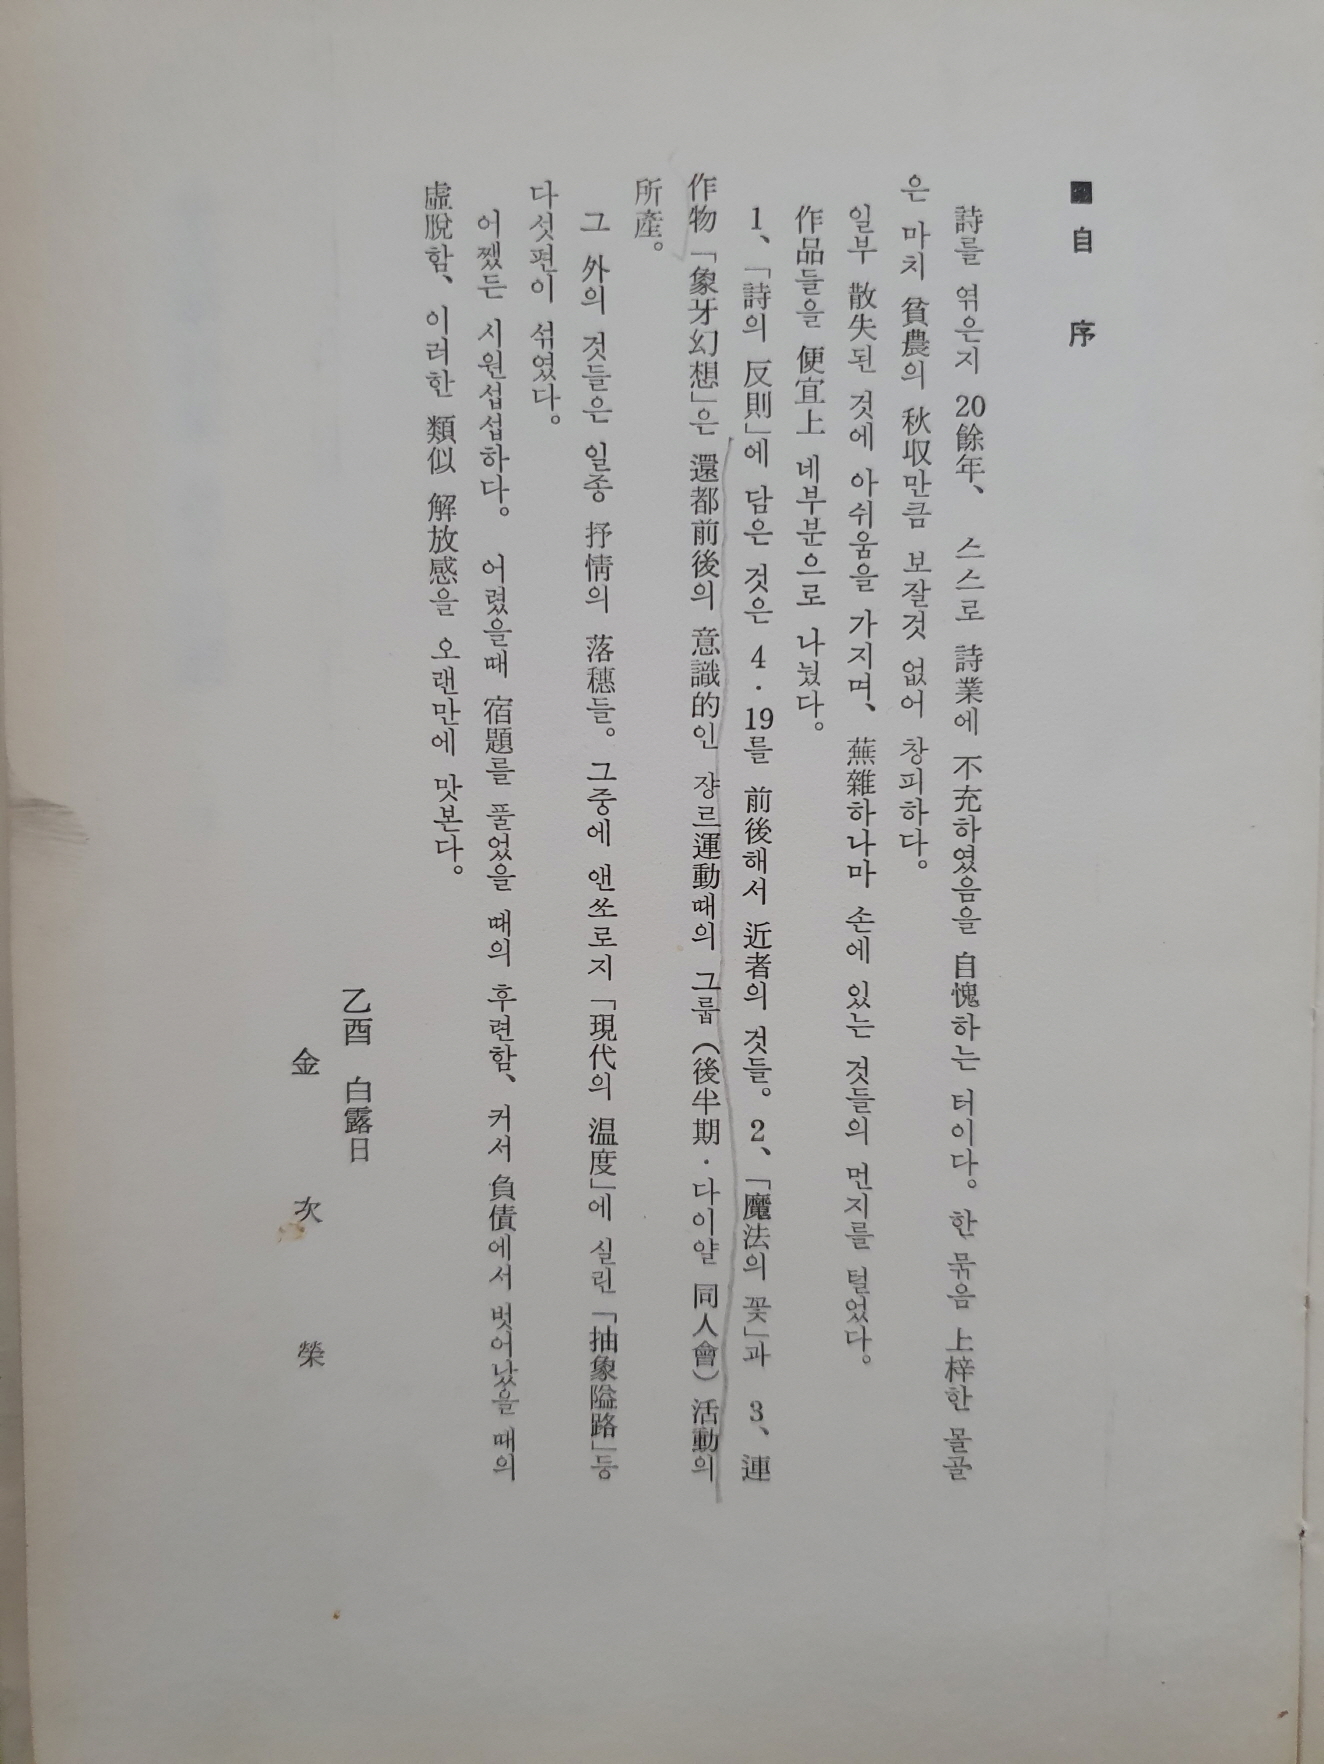 ■自 序
詩를 엮은지 20餘年、 스스로 詩業에 不充하였음을 自愧하는 터이다。 한 묶음 上梓한 몰골
은 마치 貧農의 秋収만큼 보잘것 없어 창피하다。
일부 散失된 것에 아쉬움을 가지며、 蕪雜하나마 손에 있는 것들의 먼지를 털었다。
作品들을 便宜上 네부분으로 나눴다。
1、「詩의 反則」에 담은 것은 4·19를 前後해서 近者의 것들。2、「魔法의 꽃」과 3、連
作物「象牙幻想」은 還都前後의 意識的인 쟝르運動때의 그룹 (後半期·다이얄 同人會) 活動의
所產。
그 外의 것들은 일종 抒情의 落穗들。그중에 앤쏘로지「現代의 温度」에 실린「抽象隘路」등
다섯편이 섞였다。
어쨌든 시원섭섭하다。 어렸을때 宿題를 풀었을 때의 후련함、 커서 負債에서 벗어났을 때의
虛脫함、 이러한 類似 解放感을 오랜만에 맛본다。
乙酉 白露日
金 次 榮